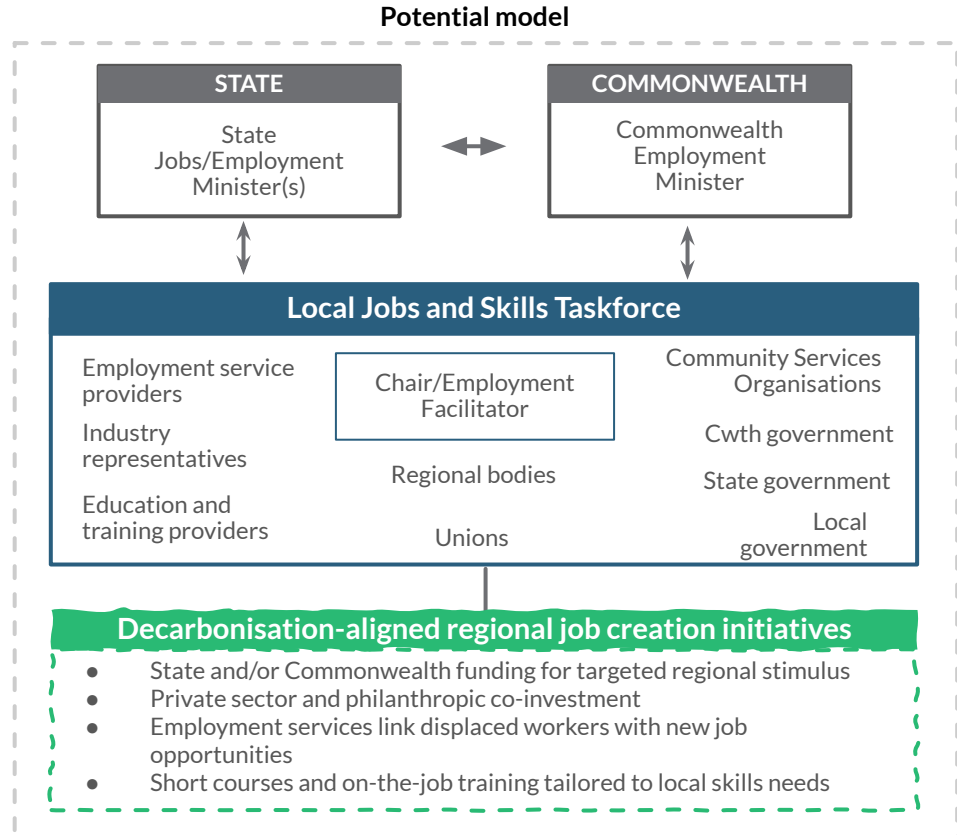 Potential model
STATE
State
Jobs/Employment
Minister(s)
COMMONWEALTH
Commonwealth
Employment
Minister
Local Jobs and Skills Taskforce
Employment service
providers
Industry
representatives
Education and
training providers
Chair/Employment
Facilitator
Regional bodies
Unions
Community Services
Organisations
Cwth government
State government
Local
government
Decarbonisation-aligned regional job creation initiatives
● State and/or Commonwealth funding for targeted regional stimulus
● Private sector and philanthropic co-investment
● Employment services link displaced workers with new job
opportunities
● Short courses and on-the-job training tailored to local skills needs